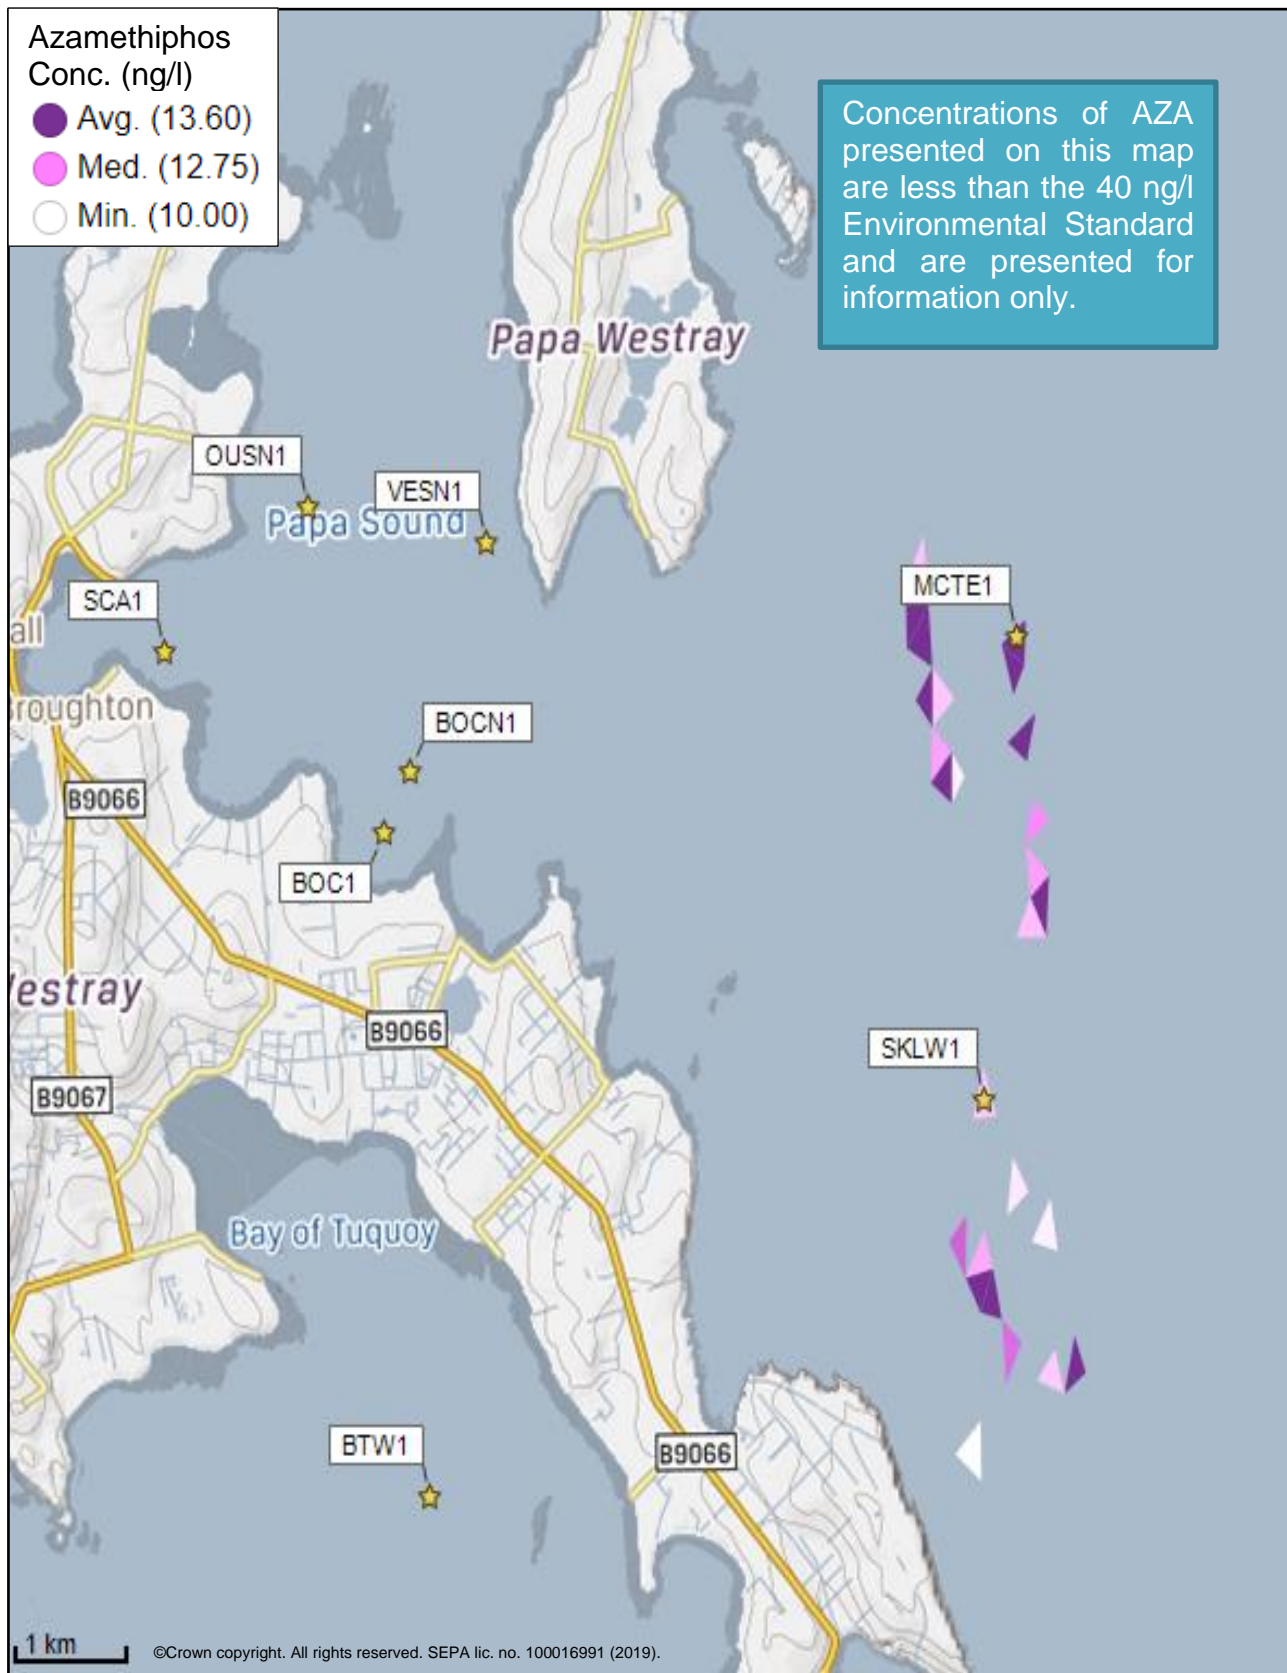 Azamethiphos
Conc. (ng/l)
Avg. (13.60)
Med. (12.75)
Min. (10.00)
Concentrations of AZA
presented on this map
are less than the 40 ng/l
Environmental Standard
and are presented for
information only.
Papa Westray
OUSN1
VESN1
Papa Sound
MCTE1
SCA1
all
Broughton
BOCN1
B9066
BOC1
Westray
B9066
SKLW1
B9067
Bay of Tuquoy
BTW1
B9066
1 km
©Crown copyright. All rights reserved. SEPA lic. no. 100016991 (2019).